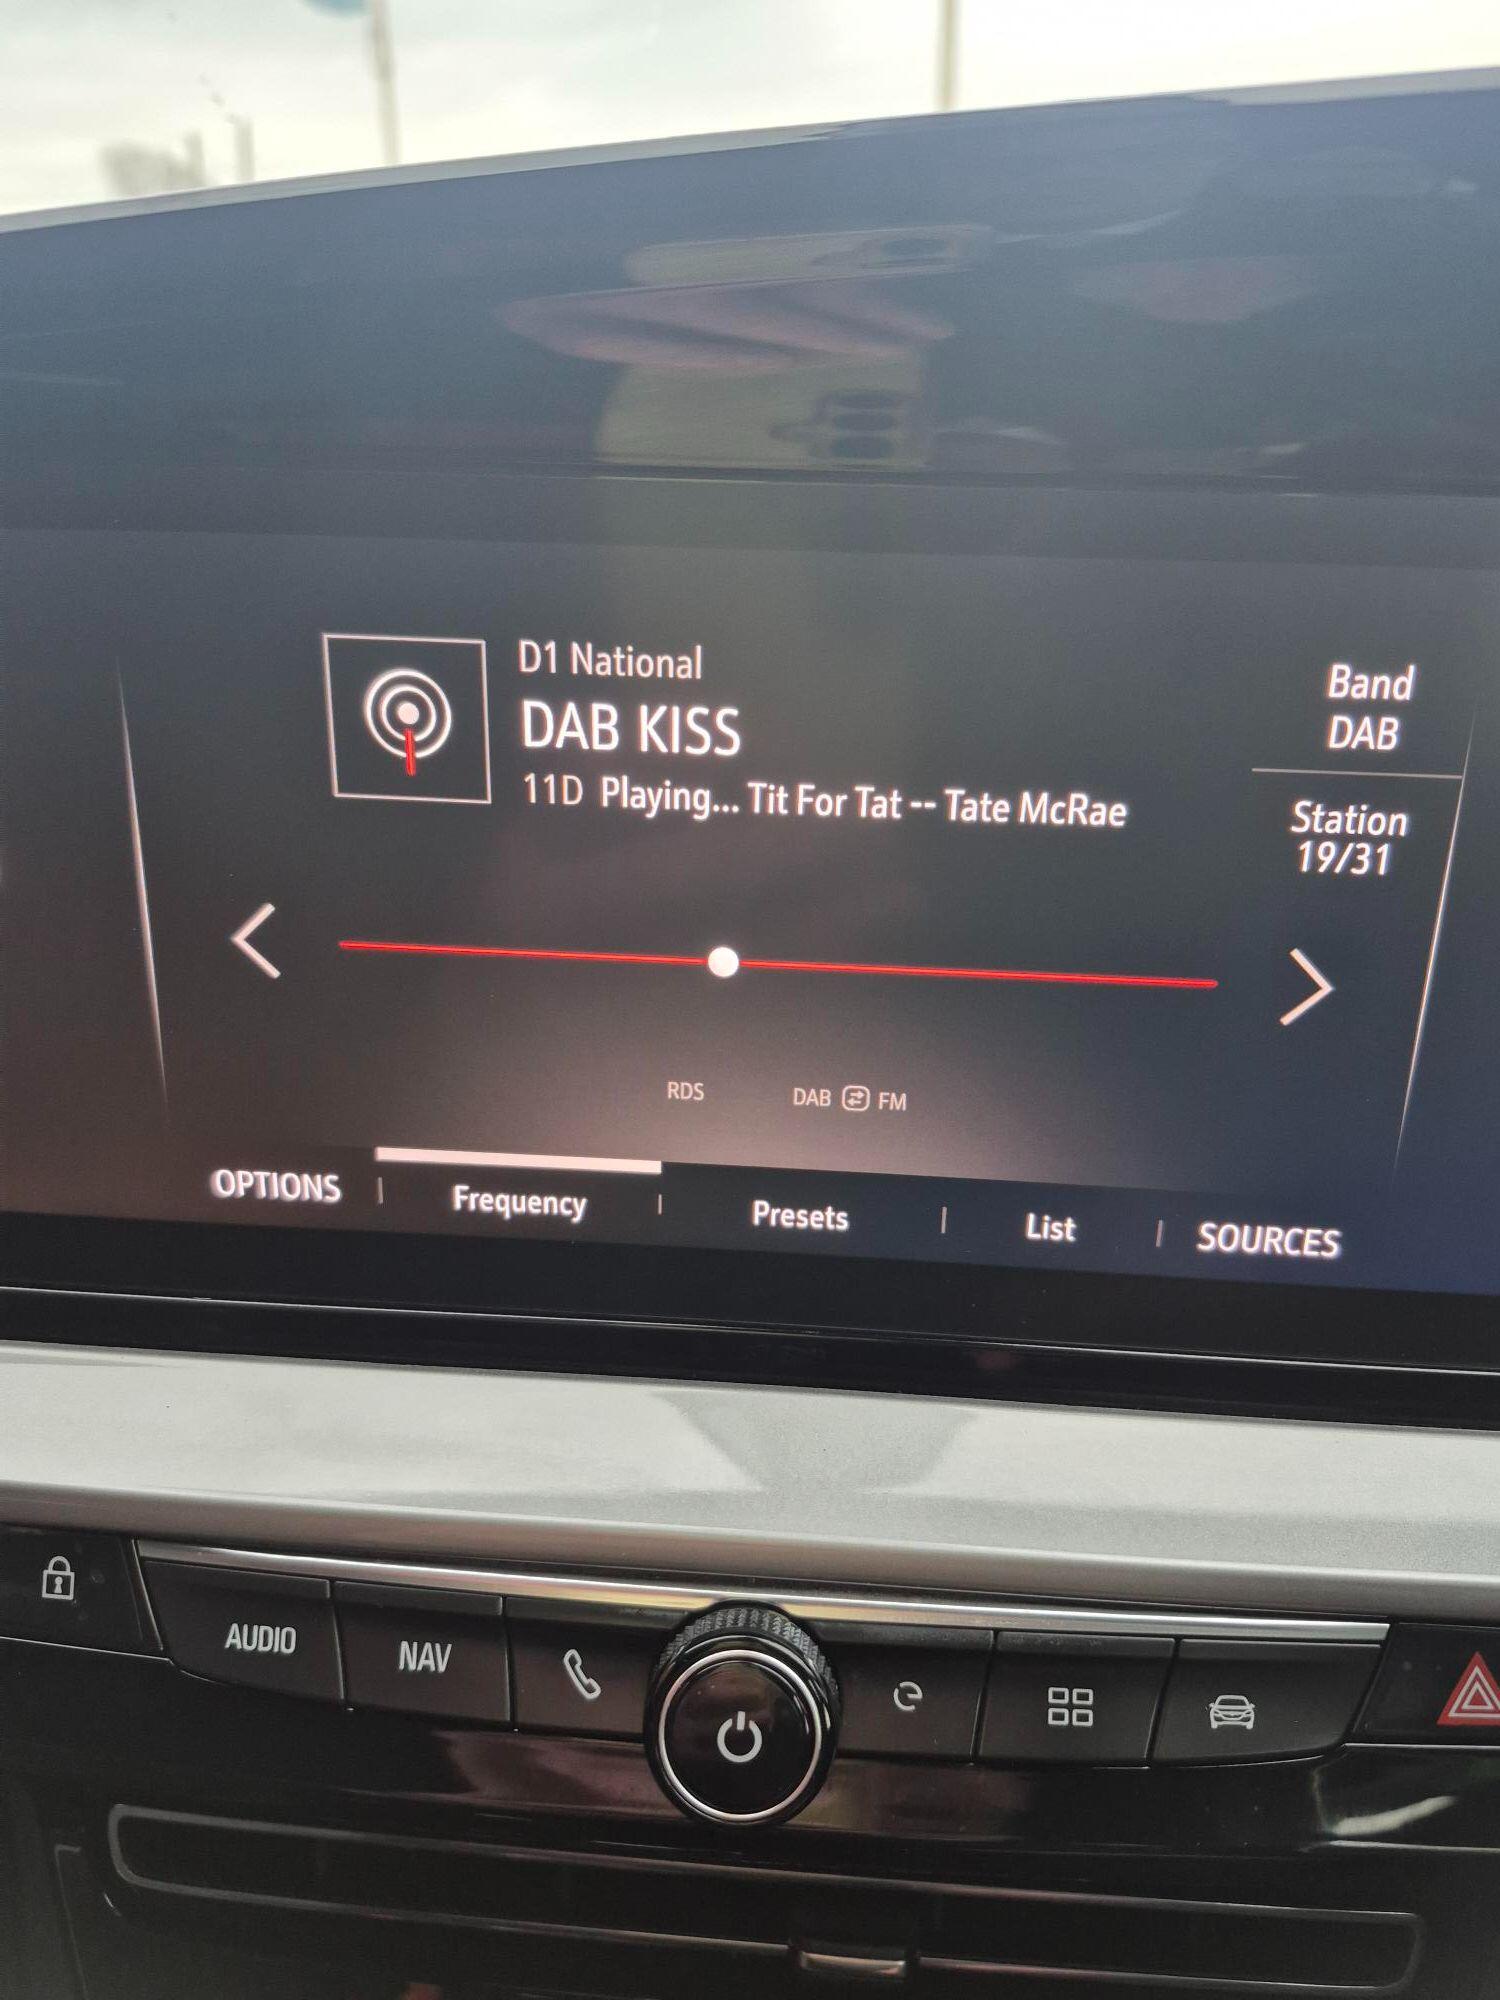 D1 National
DAB KISS
11D Playing... Tit For Tat -- Tate McRae
Band
DAB
Station
19/31
RDS
DAB FM
OPTIONS
Frequency
Presets
List
SOURCES
AUDIO
NAV